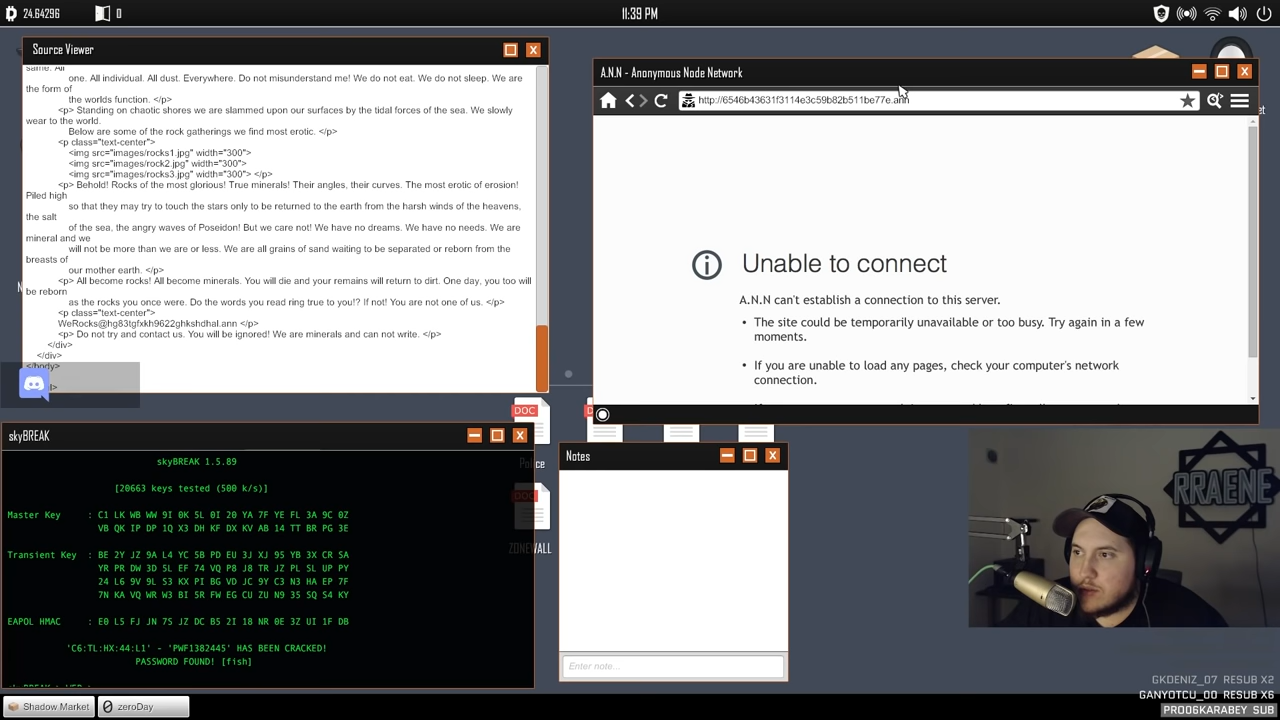 24.64296
0
11:39 PM
Source Viewer
same. All
one. All individual. All dust. Everywhere. Do not misunderstand me! We do not eat. We do not sleep. We are
the form of
the worlds function. </p>
<p> Standing on chaotic shores we are slammed upon our surfaces by the tidal forces of the sea. We slowly
wear to the world.
Below are some of the rock gatherings we find most erotic. </p>
<p class="text-center">
<img src="images/rocks1.jpg" width="300">
<img src="images/rock2.jpg" width="300">
<img src="images/rocks3.jpg" width="300"> </p>
<p> Behold! Rocks of the most glorious! True minerals! Their angles, their curves. The most erotic of erosion!
Piled high
so that they may try to touch the stars only to be returned to the earth from the harsh winds of the heavens,
the salt
of the sea, the angry waves of Poseidon! But we care not! We have no dreams. We have no needs. We are
mineral and we
will not be more than we are or less. We are all grains of sand waiting to be separated or reborn from the
breasts of
our mother earth. </p>
<p> All become rocks! All become minerals. You will die and your remains will return to dirt. One day, you too will
be reborn
as the rocks you once were. Do the words you read ring true to you!? If not! You are not one of us. </p>
<p class="text-center">
WeRocks@hg83tgfxkh9622ghkshdhal.ann </p>
<p> Do not try and contact us. You will be ignored! We are minerals and can not write. </p>
</div>
</div>
</body>
A.N.N - Anonymous Node Network
http://6546b43631f3114e3c59b82b511be77e.ann
Unable to connect
A.N.N can't establish a connection to this server.
• The site could be temporarily unavailable or too busy. Try again in a few
moments.
• If you are unable to load any pages, check your computer's network
connection.
skyBREAK
skyBREAK 1.5.89
[20663 keys tested (500 k/s)]
Master Key : C1 LK WB WW 9I 0K 5L 0I 20 YA 7F YE FL 3A 9C 0Z
VB QK IP DP 1Q X3 DH KF DX KV AB 14 TT BR PG 3E
Transient Key : BE 2Y JZ 9A L4 YC 5B PD EU 3J XJ 95 YB 3X CR SA
YR PR DW 3D 5L EF 74 VQ P8 J8 TR JZ PL SL UP PY
24 L6 9V 9L S3 KX PI BG VD JC 9Y C3 N3 HA EP 7F
7N KA VQ WR W3 BI 5R FW EG CU ZU N9 35 SQ S4 KY
EAPOL HMAC : E0 L5 FJ JN 7S JZ DC B5 2I 18 NR 0E 3Z UI 1F DB
'C6:TL:HX:44:L1' - 'PWF1382445' HAS BEEN CRACKED!
PASSWORD FOUND! [fish]
DOC
Police
DOC
ZONEWALL
Notes
Enter note...
RRAENE
GKDENIZ_07 RESUB X2
GANYOTCU_00 RESUB X6
PROO6KARABEY SUB
Shadow Market
zeroDay